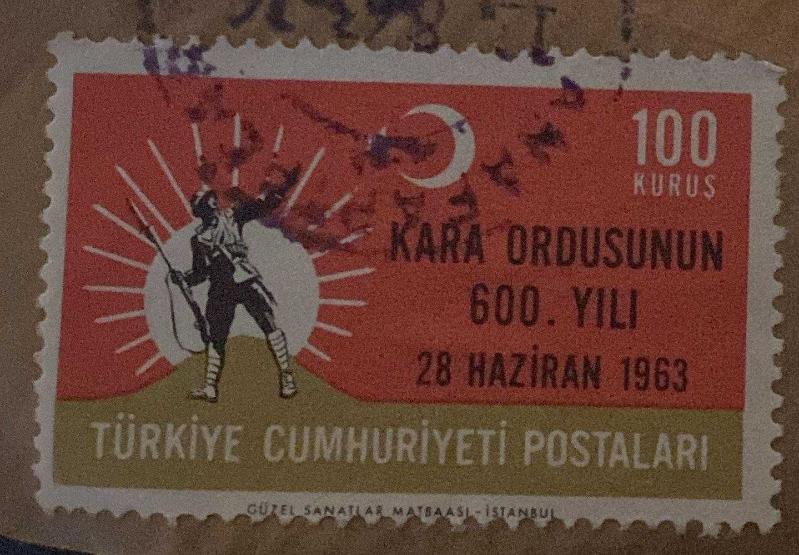 100
KURUŞ
KARA ORDUSUNUN
600. YILI
28 HAZİRAN 1963
TÜRKİYE CUMHURİYETİ POSTALARI
GÜZEL SANATLAR MATBAASI - İSTANBUL